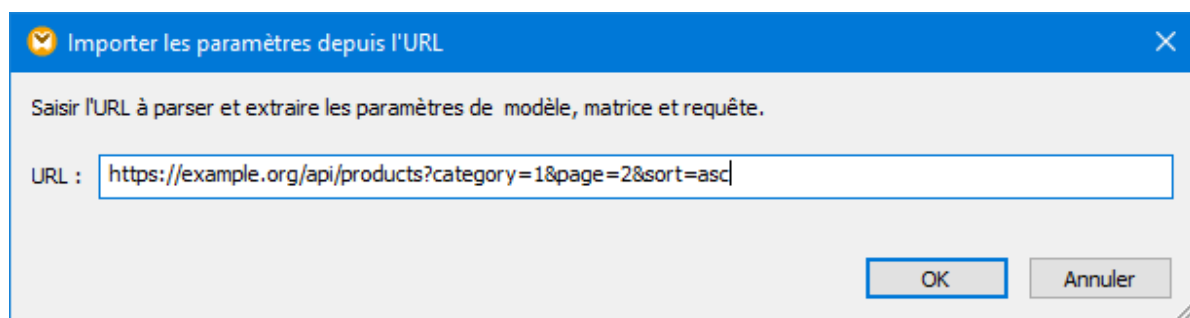 Importer les paramètres depuis l'URL
Saisir l'URL à parser et extraire les paramètres de  modèle, matrice et requête.
URL : https://example.org/api/products?category=1&page=2&sort=asc
OK Annuler